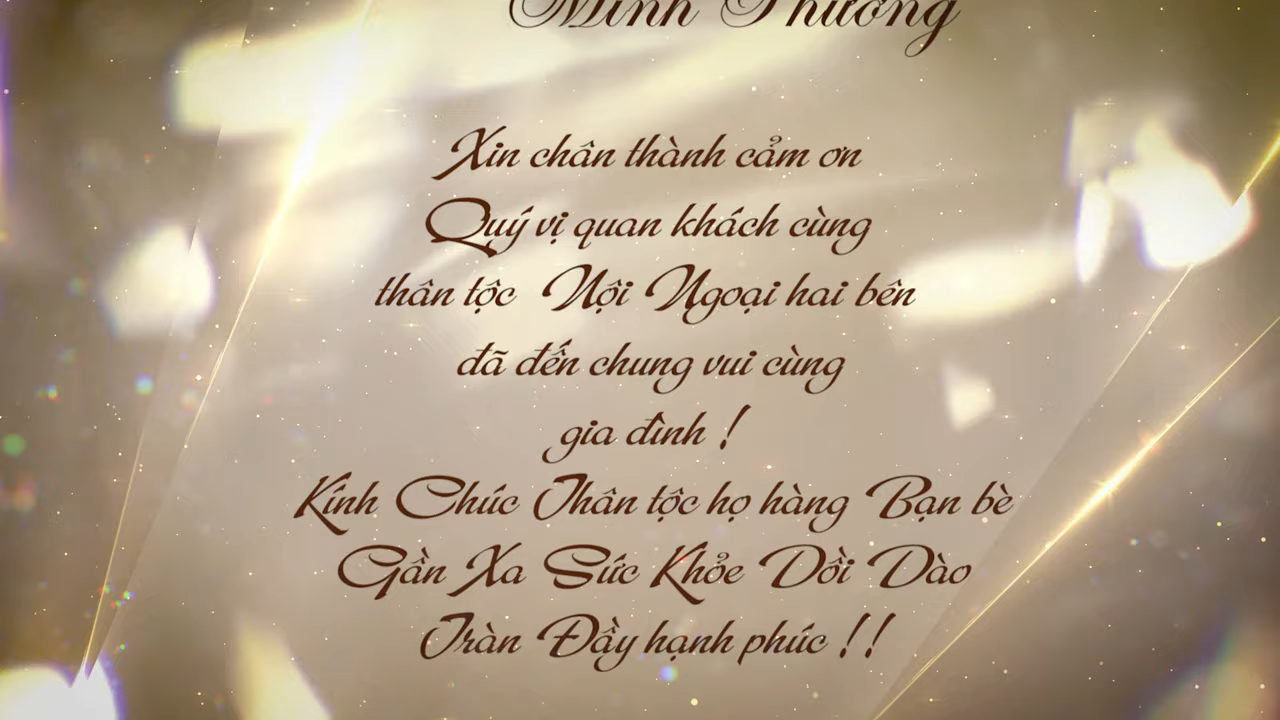 Minh Phương
Xin chân thành cảm ơn
Quý vị quan khách cùng
thân tộc Nội Ngoại hai bên
đã đến chung vui cùng
gia đình !
Kính Chúc Thân tộc họ hàng Bạn bè
Gần Xa Sức Khỏe Dồi Dào
Tràn Đầy hạnh phúc ! !